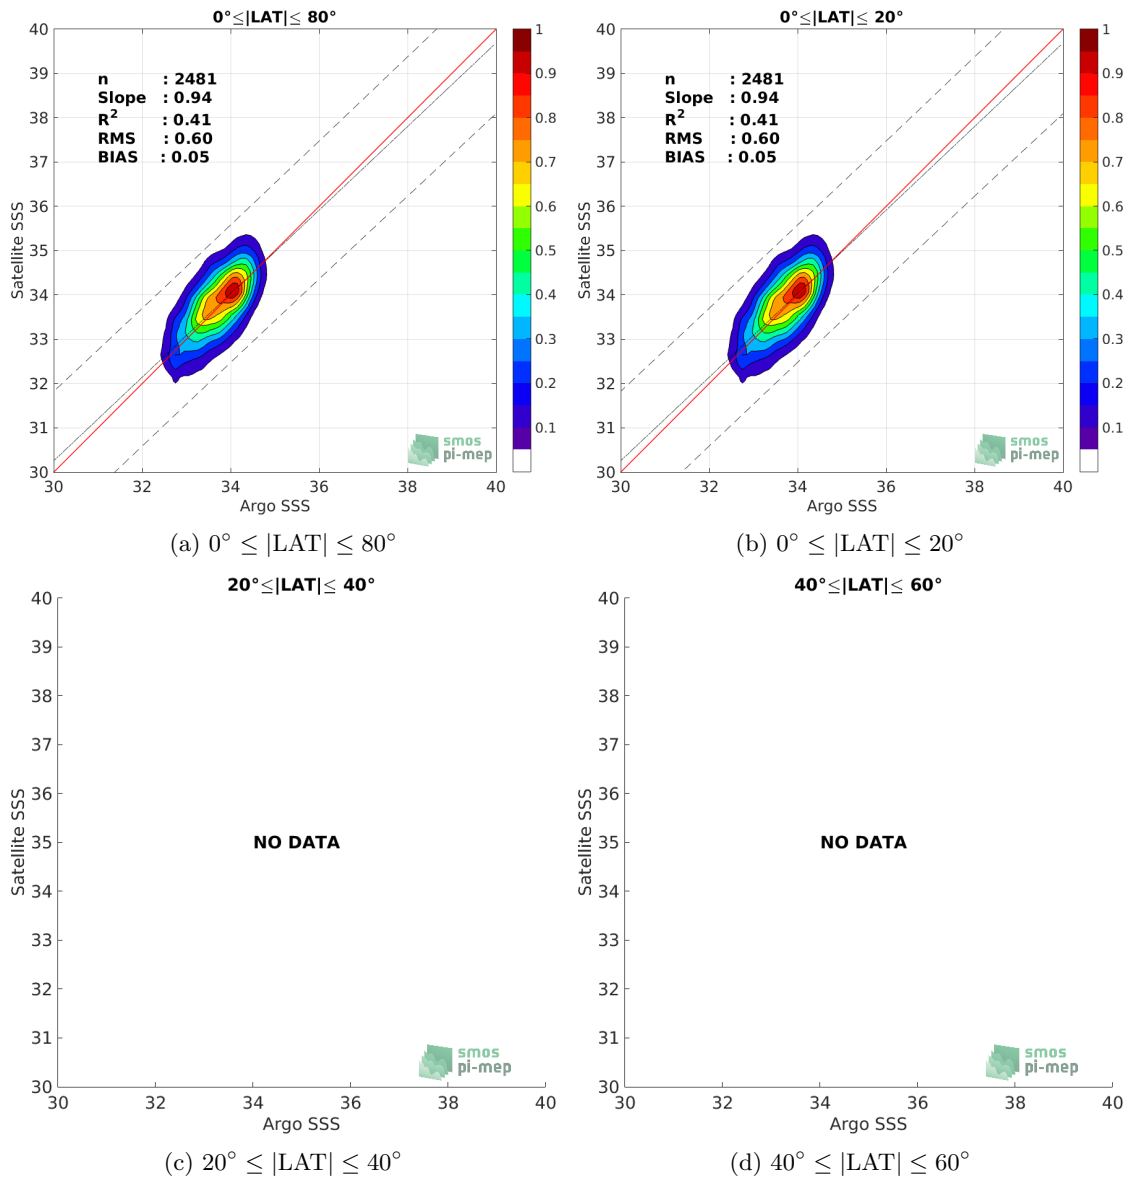 0°≤|LAT|≤ 80°
n : 2481
Slope : 0.94
R² : 0.41
RMS : 0.60
BIAS : 0.05
40
39
38
37
36
35
34
33
32
31
30
Satellite SSS
30 32 34 36 38 40
Argo SSS
1
0.9
0.8
0.7
0.6
0.5
0.4
0.3
0.2
0.1
smos
pi-mep
(a) 0° ≤ |LAT| ≤ 80°
0°≤|LAT|≤ 20°
n : 2481
Slope : 0.94
R² : 0.41
RMS : 0.60
BIAS : 0.05
40
39
38
37
36
35
34
33
32
31
30
Satellite SSS
30 32 34 36 38 40
Argo SSS
1
0.9
0.8
0.7
0.6
0.5
0.4
0.3
0.2
0.1
smos
pi-mep
(b) 0° ≤ |LAT| ≤ 20°
20°≤|LAT|≤ 40°
40
39
38
37
36
35
34
33
32
31
30
Satellite SSS
NO DATA
30 32 34 36 38 40
Argo SSS
smos
pi-mep
(c) 20° ≤ |LAT| ≤ 40°
40°≤|LAT|≤ 60°
40
39
38
37
36
35
34
33
32
31
30
Satellite SSS
NO DATA
30 32 34 36 38 40
Argo SSS
smos
pi-mep
(d) 40° ≤ |LAT| ≤ 60°